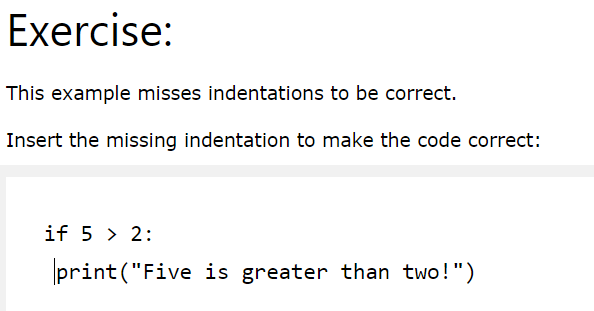 Exercise:
This example misses indentations to be correct.
Insert the missing indentation to make the code correct:
if 5 > 2:
 print("Five is greater than two!")